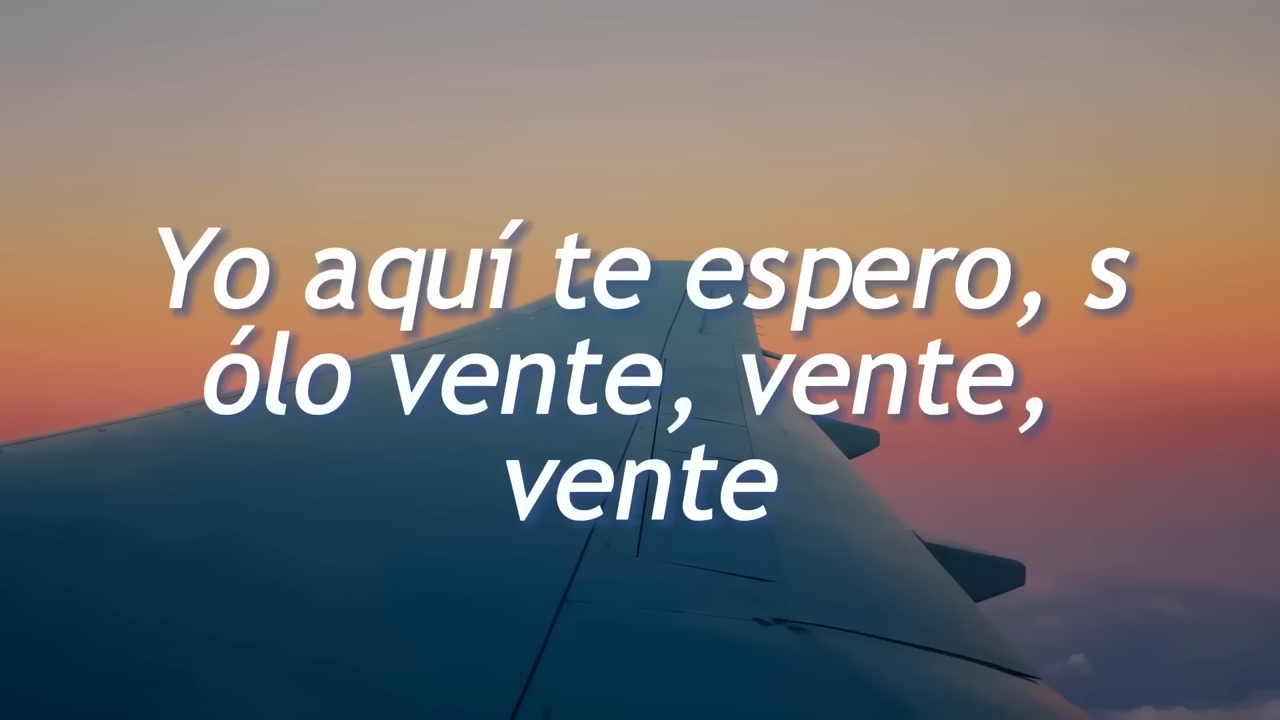 Yo aquí te espero, s
ólo vente, vente,
vente